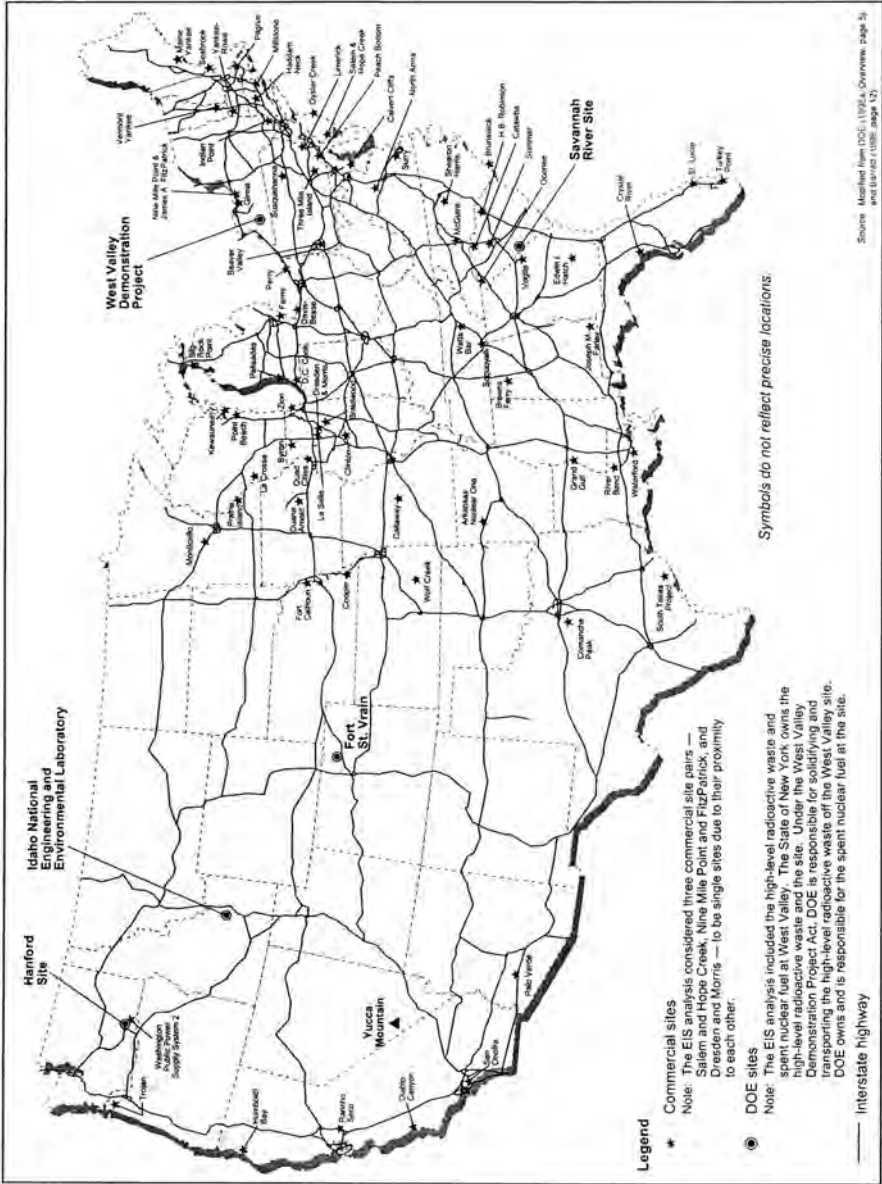 Hanford
Site
Idaho National
Engineering and
Environmental Laboratory
Washington
Public Power
Supply System 2
Trojan
Humboldt
Bay
Rancho
Seco
Diablo
Canyon
San
Onofre
Palo Verde
Yucca
Mountain
Fort
St. Vrain
Monticello
Prairie
Island
La Crosse
Kewaunee
Point
Beach
Big
Rock
Point
Palisades
D.C. Cook
Dresden
& Morris
Braidwood
Zion
Byron
Quad
Cities
Duane
Arnold
La Salle
Clinton
Fort
Calhoun
Cooper
Callaway
Wolf Creek
Arkansas
Nuclear One
Comanche
Peak
South Texas
Project
Grand
Gulf
River
Bend
Waterford
Browns
Ferry
Sequoyah
Watts
Bar
Joseph M.
Farley
Edwin I.
Hatch
Vogtle
Crystal
River
St. Lucie
Turkey
Point
Savannah
River Site
Oconee
Summer
Catawba
H.B. Robinson
Brunswick
McGuire
Shearon
Harris
Surry
North Anna
Calvert Cliffs
Peach Bottom
Salem &
Hope Creek
Limerick
Oyster Creek
Haddam
Neck
Millstone
Pilgrim
Yankee-
Rowe
Seabrook
Maine
Yankee
Vermont
Yankee
Indian
Point
Nine Mile Point &
James A. FitzPatrick
Ginna
Susquehanna
Three Mile
Island
Beaver
Valley
Perry
Fermi
Davis-
Besse
West Valley
Demonstration
Project
Symbols do not reflect precise locations.
Legend
Commercial sites
Note: The EIS analysis considered three commercial site pairs —
Salem and Hope Creek, Nine Mile Point and FitzPatrick, and
Dresden and Morris — to be single sites due to their proximity
to each other.
DOE sites
Note: The EIS analysis included the high-level radioactive waste and
spent nuclear fuel at West Valley. The State of New York owns the
high-level radioactive waste and the site. Under the West Valley
Demonstration Project Act, DOE is responsible for solidifying and
transporting the high-level radioactive waste off the West Valley site.
DOE owns and is responsible for the spent nuclear fuel at the site.
Interstate highway
Source: Modified from DOE (1998A, Overview, page 5)
and Barrett (1998, page 12)